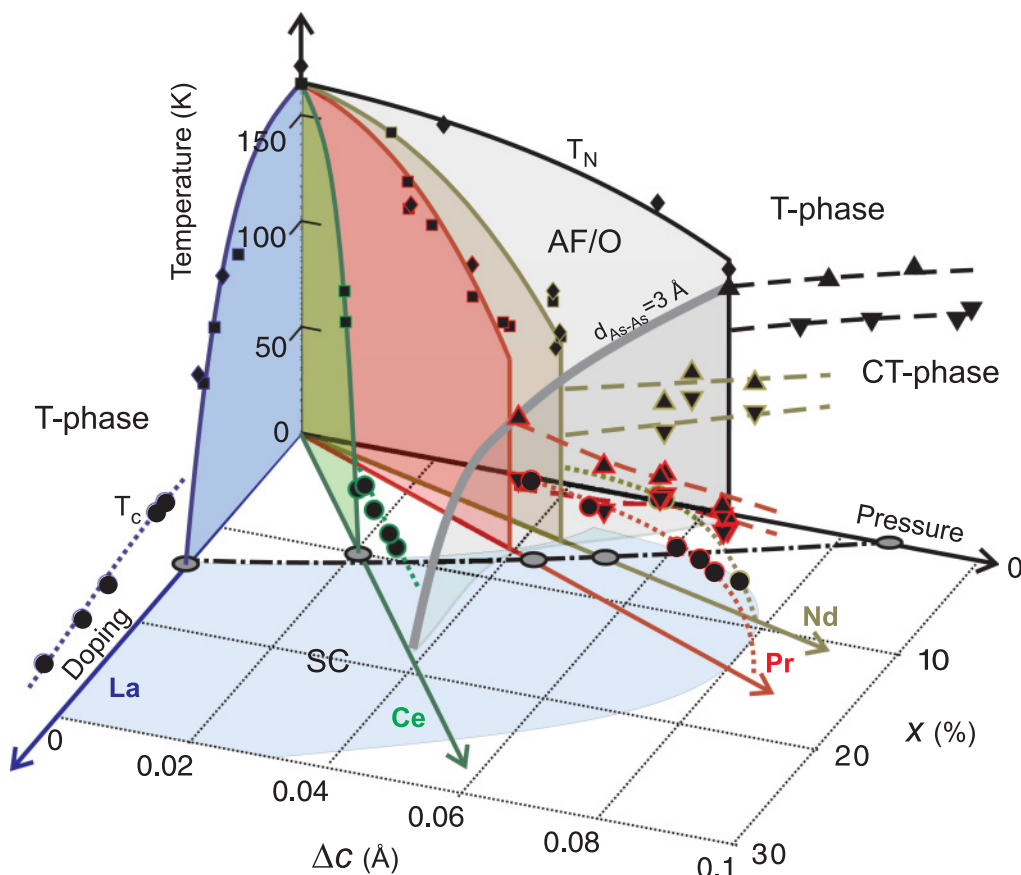 Temperature (K)
150
100
50
0
T_N
AF/O
T-phase
d_As-As=3 Å
CT-phase
T-phase
T_c
Pressure
0
Doping
La
SC
Ce
Nd
Pr
10
x (%)
20
30
0
0.02
0.04
0.06
0.08
0.1
Δc (Å)